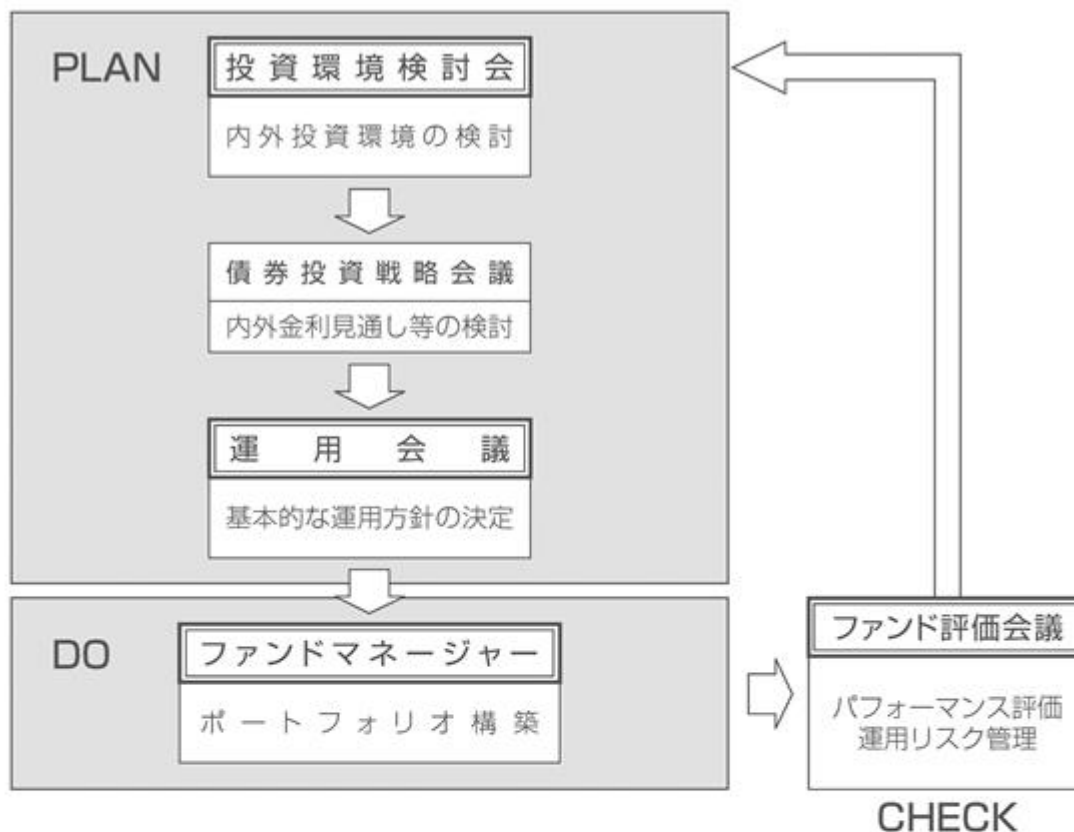 PLAN
投資環境検討会
内外投資環境の検討
債券投資戦略会議
内外金利見通し等の検討
運用会議
基本的な運用方針の決定
DO
ファンドマネージャー
ポートフォリオ構築
ファンド評価会議
パフォーマンス評価
運用リスク管理
CHECK